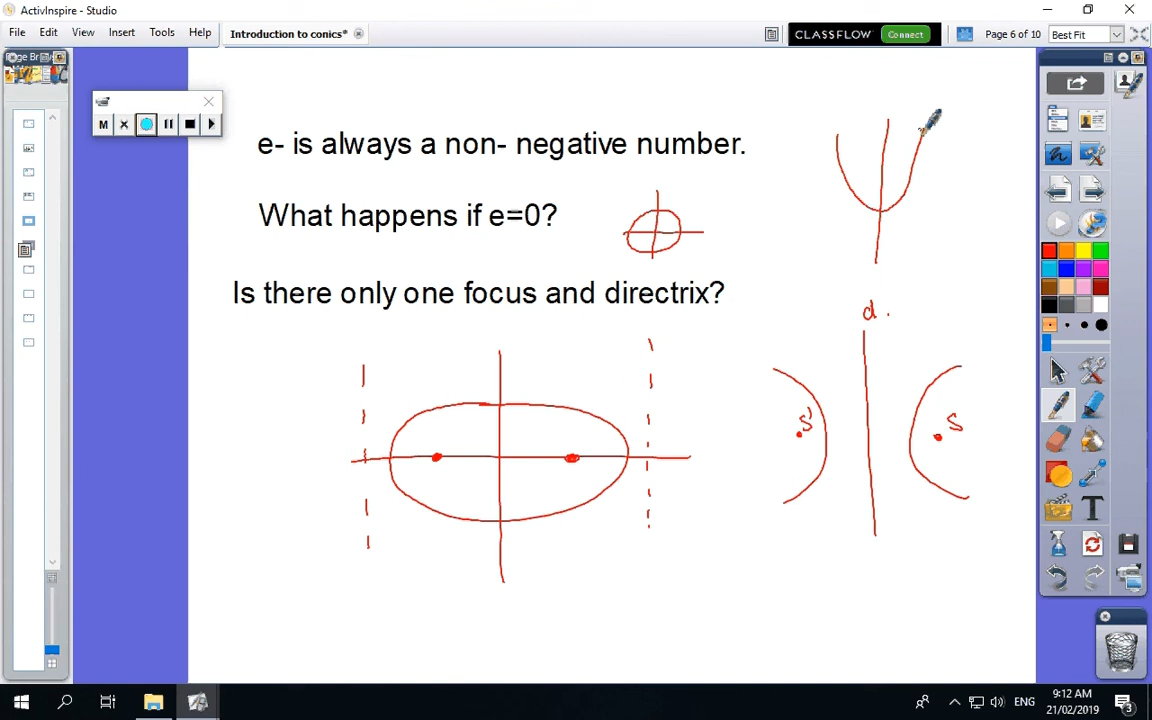 ActivInspire - Studio
File Edit View Insert Tools Help
Introduction to conics*
CLASSFLOW Connect
Page 6 of 10
Best Fit
M
e- is always a non- negative number.
What happens if e=0?
Is there only one focus and directrix?
d.
S'
S
T
ENG
9:12 AM
21/02/2019
3